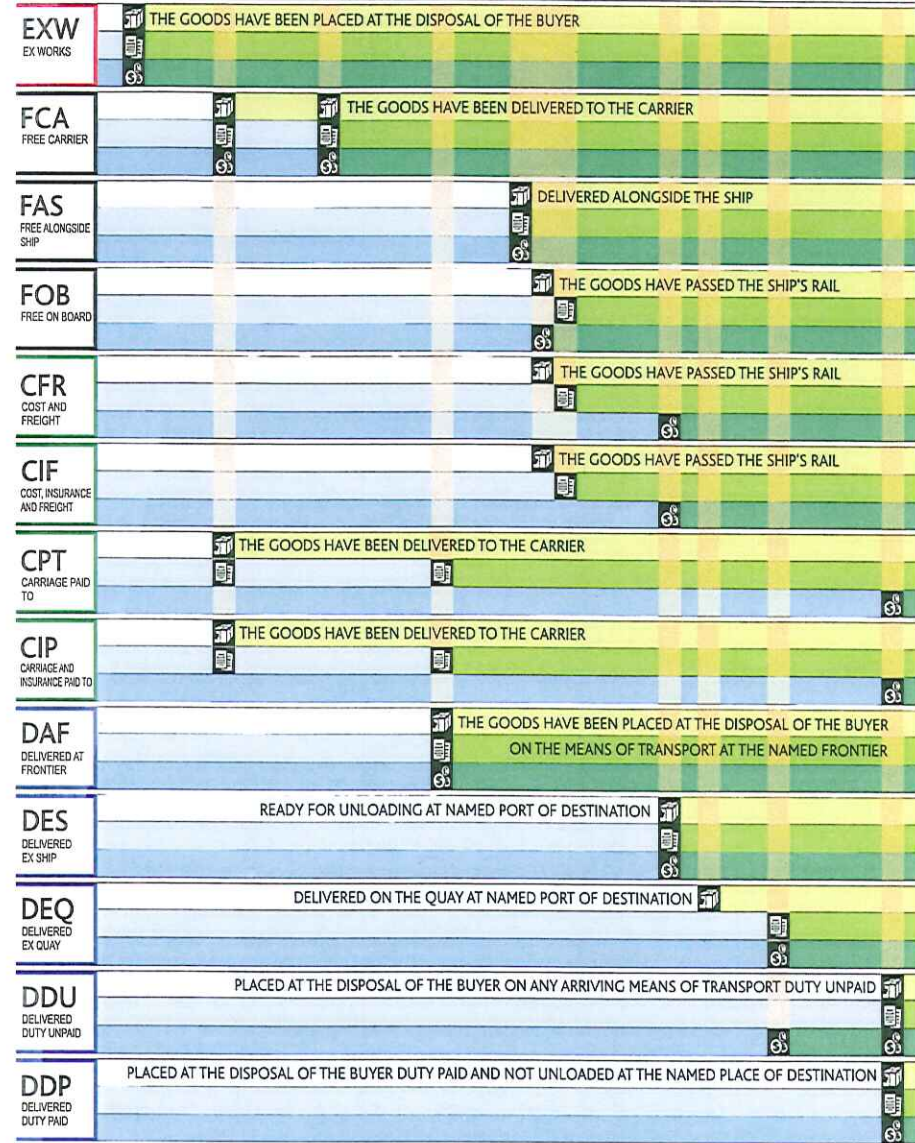 EXW
EX WORKS
THE GOODS HAVE BEEN PLACED AT THE DISPOSAL OF THE BUYER
FCA
FREE CARRIER
THE GOODS HAVE BEEN DELIVERED TO THE CARRIER
FAS
FREE ALONGSIDE
SHIP
DELIVERED ALONGSIDE THE SHIP
FOB
FREE ON BOARD
THE GOODS HAVE PASSED THE SHIP'S RAIL
CFR
COST AND
FREIGHT
THE GOODS HAVE PASSED THE SHIP'S RAIL
CIF
COST, INSURANCE
AND FREIGHT
THE GOODS HAVE PASSED THE SHIP'S RAIL
CPT
CARRIAGE PAID
TO
THE GOODS HAVE BEEN DELIVERED TO THE CARRIER
CIP
CARRIAGE AND
INSURANCE PAID TO
THE GOODS HAVE BEEN DELIVERED TO THE CARRIER
DAF
DELIVERED AT
FRONTIER
THE GOODS HAVE BEEN PLACED AT THE DISPOSAL OF THE BUYER
ON THE MEANS OF TRANSPORT AT THE NAMED FRONTIER
DES
DELIVERED
EX SHIP
READY FOR UNLOADING AT NAMED PORT OF DESTINATION
DEQ
DELIVERED
EX QUAY
DELIVERED ON THE QUAY AT NAMED PORT OF DESTINATION
DDU
DELIVERED
DUTY UNPAID
PLACED AT THE DISPOSAL OF THE BUYER ON ANY ARRIVING MEANS OF TRANSPORT DUTY UNPAID
DDP
DELIVERED
DUTY PAID
PLACED AT THE DISPOSAL OF THE BUYER DUTY PAID AND NOT UNLOADED AT THE NAMED PLACE OF DESTINATION